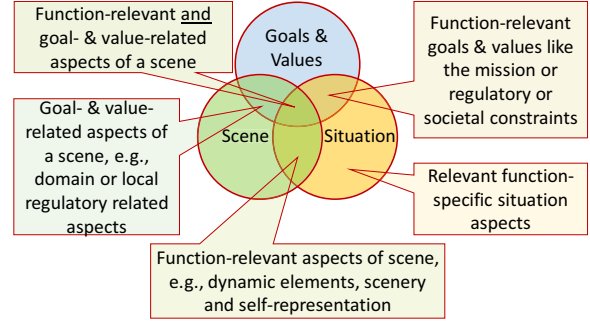 Function-relevant and
goal- & value-related
aspects of a scene
Goals &
Values
Function-relevant
goals & values like
the mission or
regulatory or
societal constraints
Goal- & value-
related aspects of
a scene, e.g.,
domain or local
regulatory related
aspects
Scene
Situation
Relevant function-
specific situation
aspects
Function-relevant aspects of scene,
e.g., dynamic elements, scenery
and self-representation